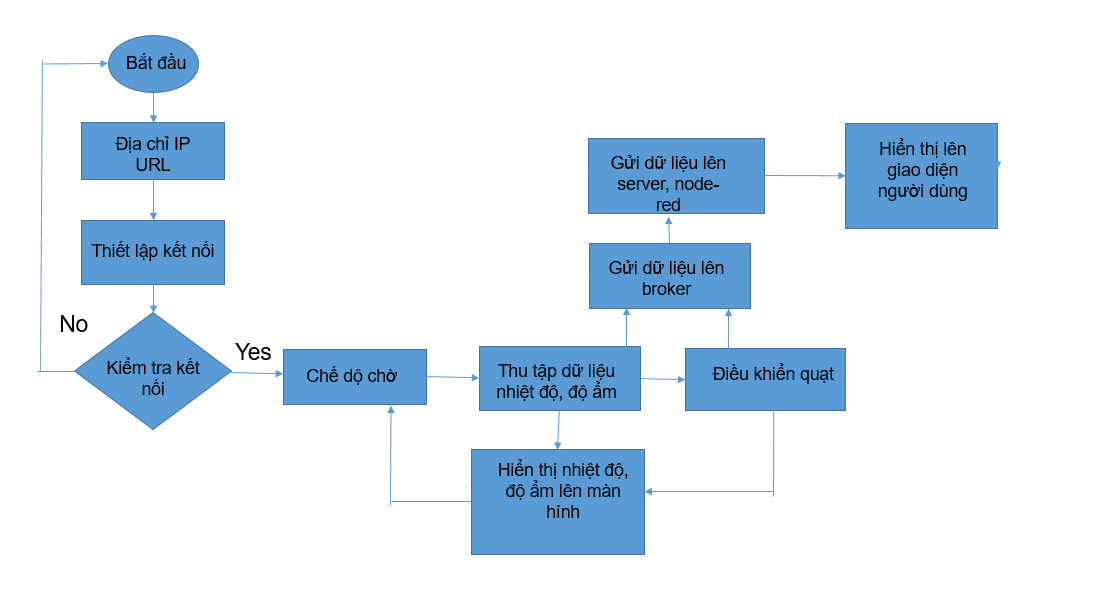 Bắt đầu
Địa chỉ IP
URL
Thiết lập kết nối
No
Kiểm tra kết
nối
Yes
Chế dộ chờ
Thu tập dữ liệu
nhiệt độ, độ ẩm
Điều khiển quạt
Hiển thị nhiệt độ,
độ ẩm lên màn
hình
Gửi dữ liệu lên
broker
Gửi dữ liệu lên
server, node-
red
Hiển thị lên
giao diện
người dùng